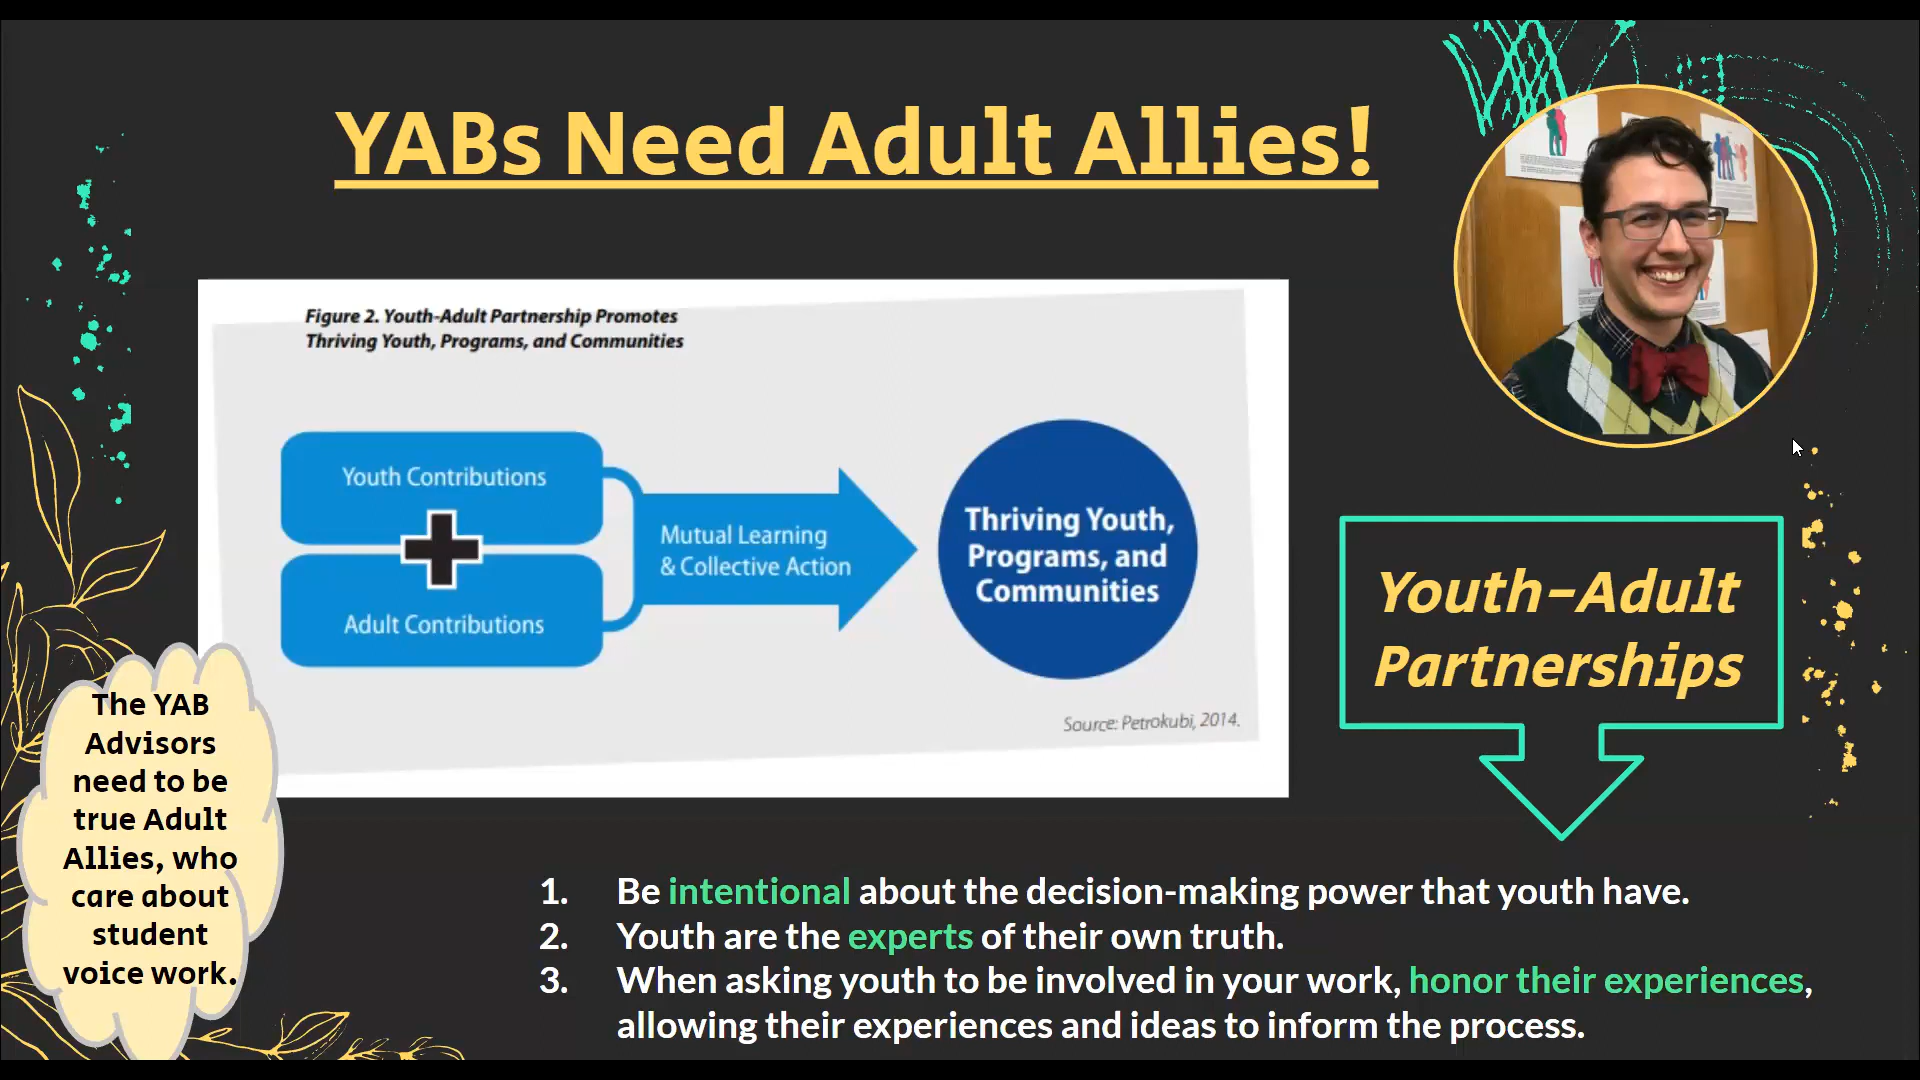 YABs Need Adult Allies!
Figure 2. Youth-Adult Partnership Promotes
Thriving Youth, Programs, and Communities
Youth Contributions
Adult Contributions
Mutual Learning
& Collective Action
Thriving Youth,
Programs, and
Communities
Source: Petrokubi, 2014.
Youth-Adult
Partnerships
The YAB
Advisors
need to be
true Adult
Allies, who
care about
student
voice work.
1. Be intentional about the decision-making power that youth have.
2. Youth are the experts of their own truth.
3. When asking youth to be involved in your work, honor their experiences,
allowing their experiences and ideas to inform the process.